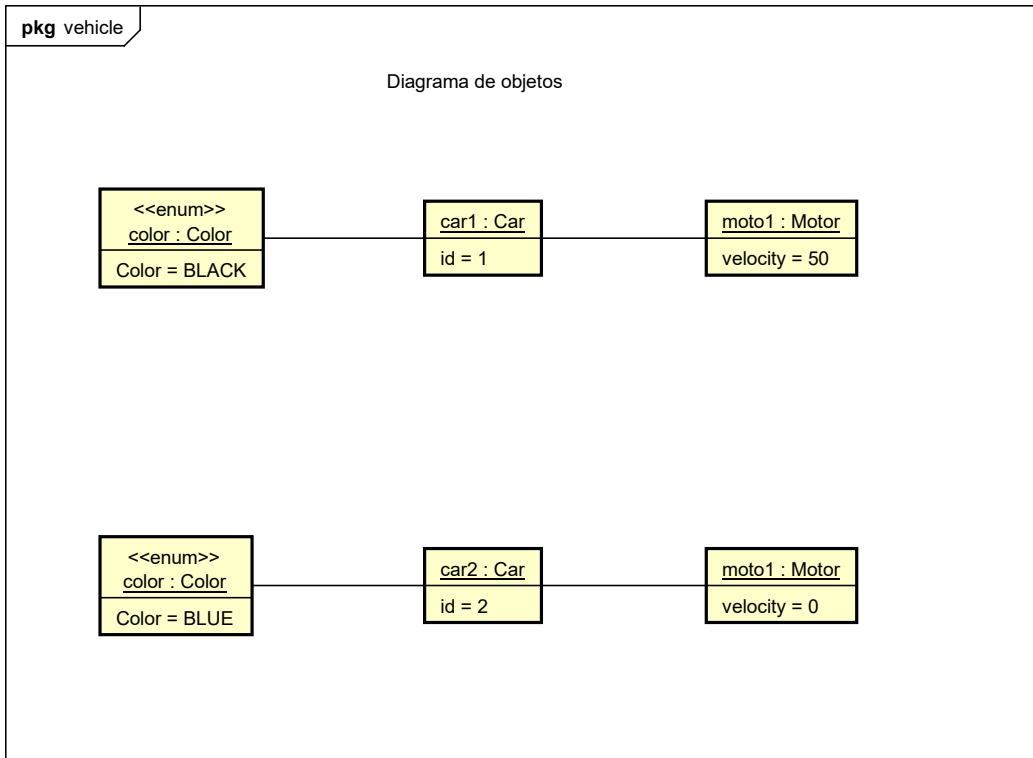 pkg vehicle
Diagrama de objetos
<<enum>>
color : Color
Color = BLACK
car1 : Car
id = 1
moto1 : Motor
velocity = 50
<<enum>>
color : Color
Color = BLUE
car2 : Car
id = 2
moto1 : Motor
velocity = 0